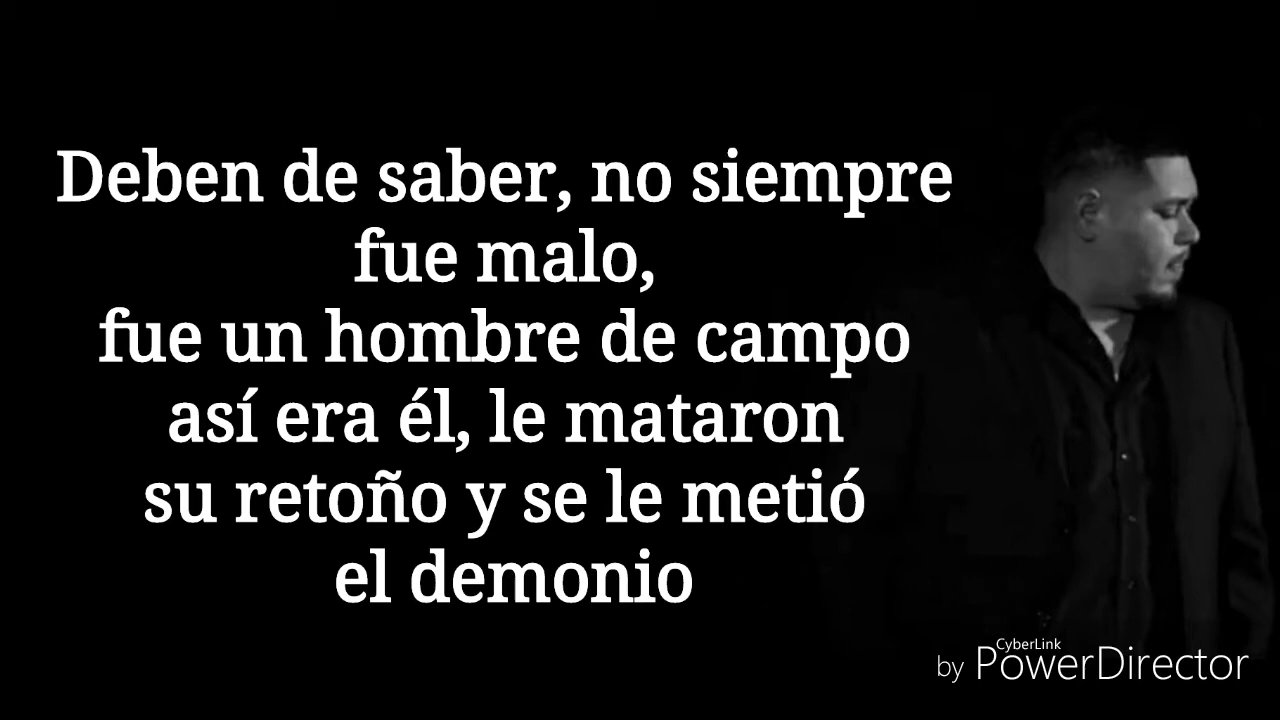 Deben de saber, no siempre
fue malo,
fue un hombre de campo
así era él, le mataron
su retoño y se le metió
el demonio
CyberLink
by PowerDirector